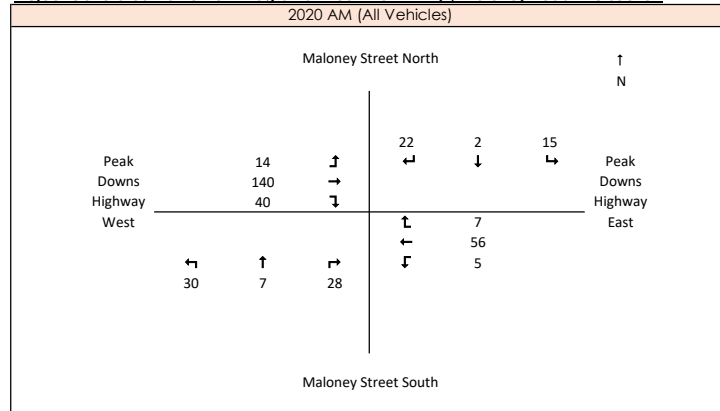 2020 AM (All Vehicles)
Maloney Street North
↑
N
22 2 15
↵ ↓ ↳
Peak 14 ⮥ Peak
Downs 140 → Downs
Highway 40 ⮧ Highway
West ⮤ 7 East
← 56
⮦ 5
↰ ↑ ↱
30 7 28
Maloney Street South